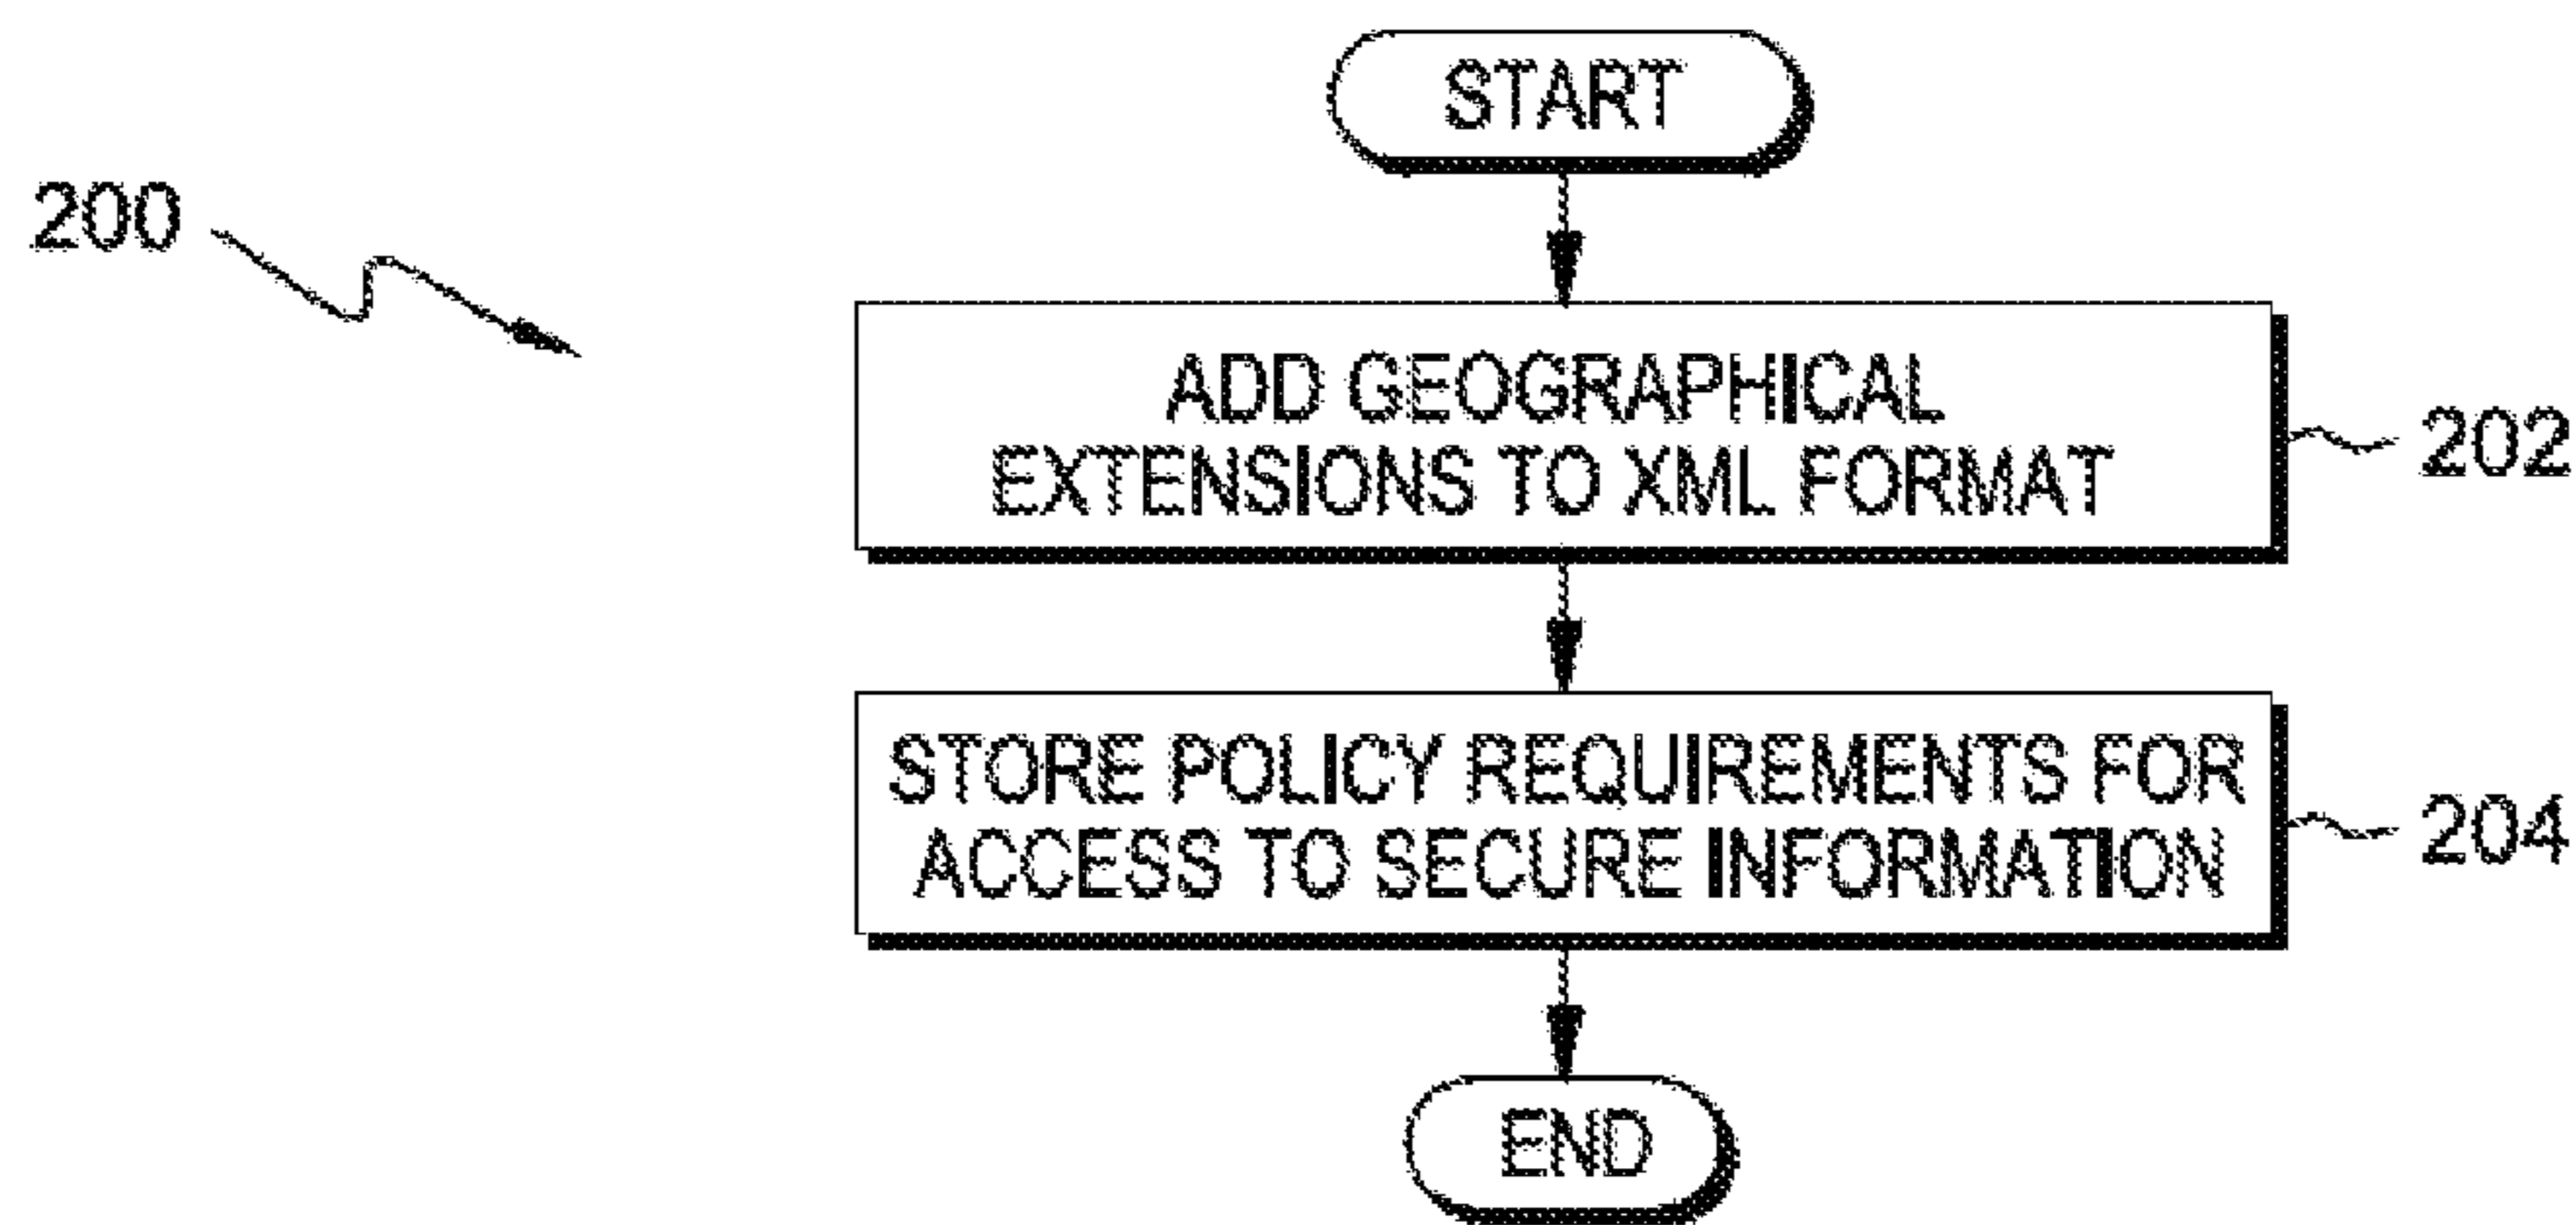 START
200
ADD GEOGRAPHICAL
EXTENSIONS TO XML FORMAT
202
STORE POLICY REQUIREMENTS FOR
ACCESS TO SECURE INFORMATION
204
END